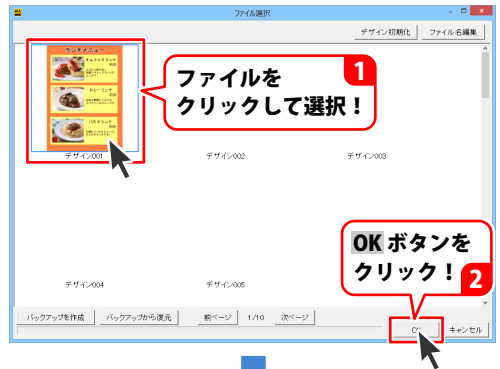 ファイル選択
デザイン初期化
ファイル名編集
ランチメニュー
オムライスランチ
カレーランチ
パスタランチ
1
ファイルを
クリックして選択！
デザイン001
デザイン002
デザイン003
OK ボタンを
クリック！
2
デザイン004
デザイン005
バックアップを作成
バックアップから復元
前ページ
1/10
次ページ
キャンセル